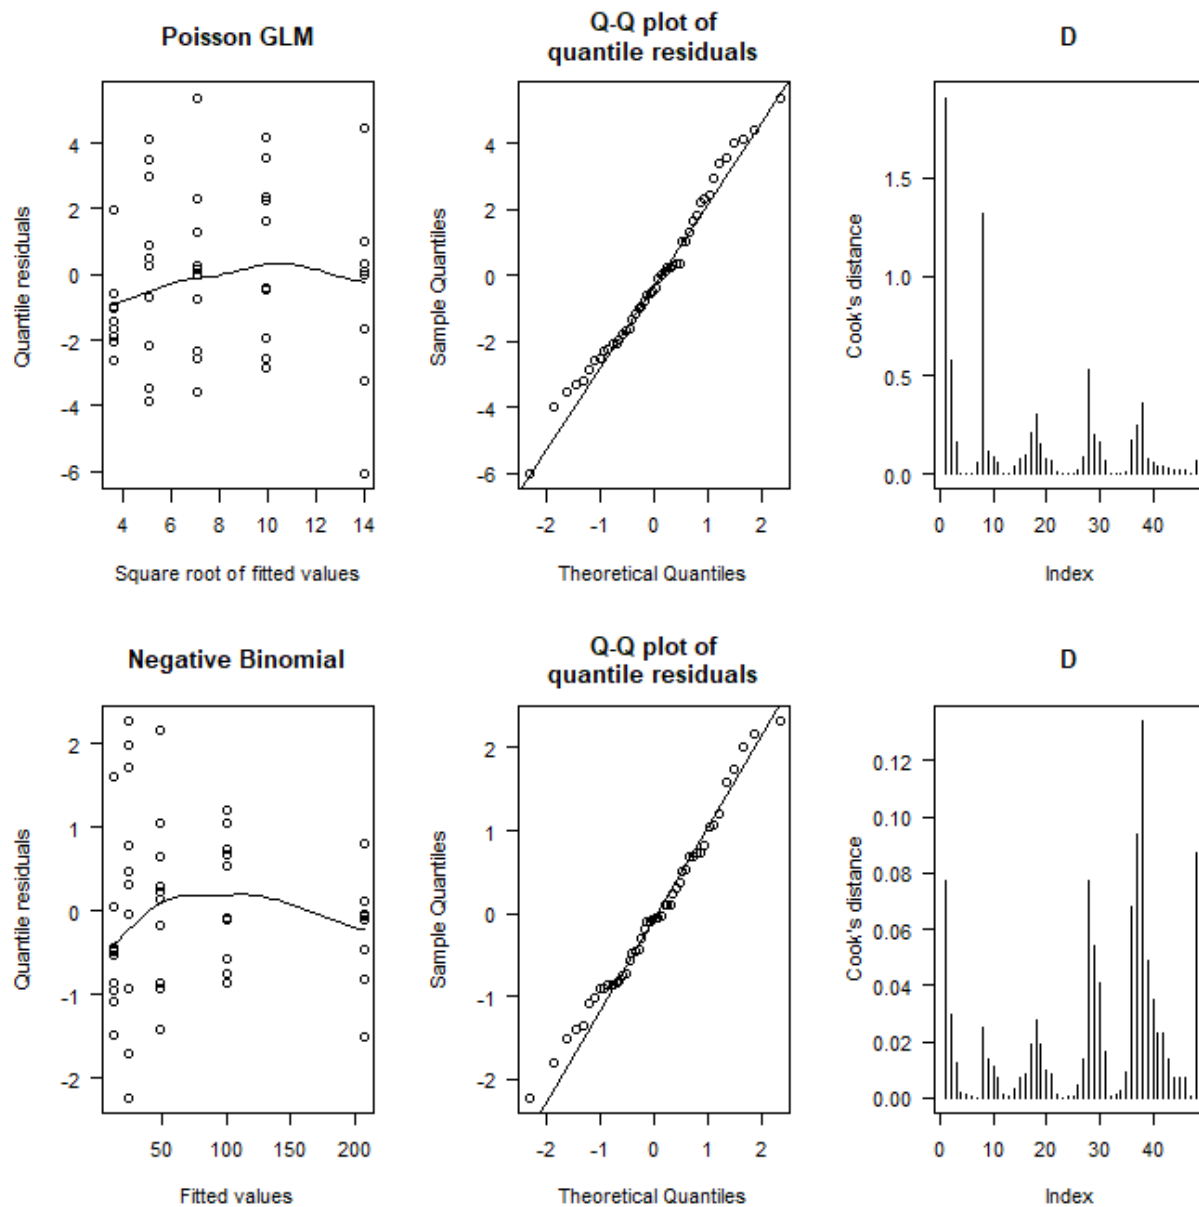 Poisson GLM
Quantile residuals
4
2
0
-2
-4
-6
4 6 8 10 12 14
Square root of fitted values
Q-Q plot of
quantile residuals
Sample Quantiles
4
2
0
-2
-4
-6
-2 -1 0 1 2
Theoretical Quantiles
D
Cook's distance
1.5
1.0
0.5
0.0
0 10 20 30 40
Index
Negative Binomial
Quantile residuals
2
1
0
-1
-2
50 100 150 200
Fitted values
Q-Q plot of
quantile residuals
Sample Quantiles
2
1
0
-1
-2
-2 -1 0 1 2
Theoretical Quantiles
D
Cook's distance
0.12
0.10
0.08
0.06
0.04
0.02
0.00
0 10 20 30 40
Index